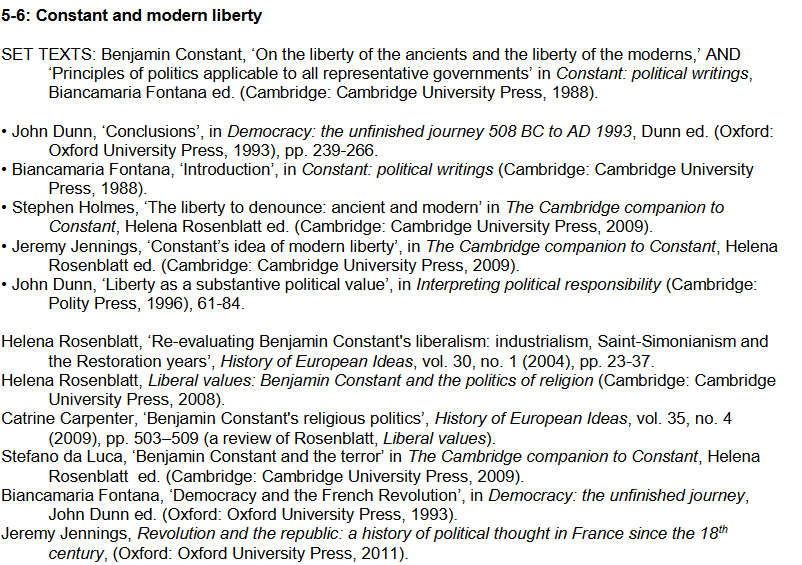 5-6: Constant and modern liberty
SET TEXTS: Benjamin Constant, ‘On the liberty of the ancients and the liberty of the moderns,’ AND
‘Principles of politics applicable to all representative governments’ in Constant: political writings,
Biancamaria Fontana ed. (Cambridge: Cambridge University Press, 1988).
• John Dunn, ‘Conclusions’, in Democracy: the unfinished journey 508 BC to AD 1993, Dunn ed. (Oxford:
Oxford University Press, 1993), pp. 239-266.
• Biancamaria Fontana, ‘Introduction’, in Constant: political writings (Cambridge: Cambridge University
Press, 1988).
• Stephen Holmes, ‘The liberty to denounce: ancient and modern’ in The Cambridge companion to
Constant, Helena Rosenblatt ed. (Cambridge: Cambridge University Press, 2009).
• Jeremy Jennings, ‘Constant’s idea of modern liberty’, in The Cambridge companion to Constant, Helena
Rosenblatt ed. (Cambridge: Cambridge University Press, 2009).
• John Dunn, ‘Liberty as a substantive political value’, in Interpreting political responsibility (Cambridge:
Polity Press, 1996), 61-84.
Helena Rosenblatt, ‘Re-evaluating Benjamin Constant's liberalism: industrialism, Saint-Simonianism and
the Restoration years’, History of European Ideas, vol. 30, no. 1 (2004), pp. 23-37.
Helena Rosenblatt, Liberal values: Benjamin Constant and the politics of religion (Cambridge: Cambridge
University Press, 2008).
Catrine Carpenter, ‘Benjamin Constant's religious politics’, History of European Ideas, vol. 35, no. 4
(2009), pp. 503–509 (a review of Rosenblatt, Liberal values).
Stefano da Luca, ‘Benjamin Constant and the terror’ in The Cambridge companion to Constant, Helena
Rosenblatt ed. (Cambridge: Cambridge University Press, 2009).
Biancamaria Fontana, ‘Democracy and the French Revolution’, in Democracy: the unfinished journey,
John Dunn ed. (Oxford: Oxford University Press, 1993).
Jeremy Jennings, Revolution and the republic: a history of political thought in France since the 18th
century, (Oxford: Oxford University Press, 2011).